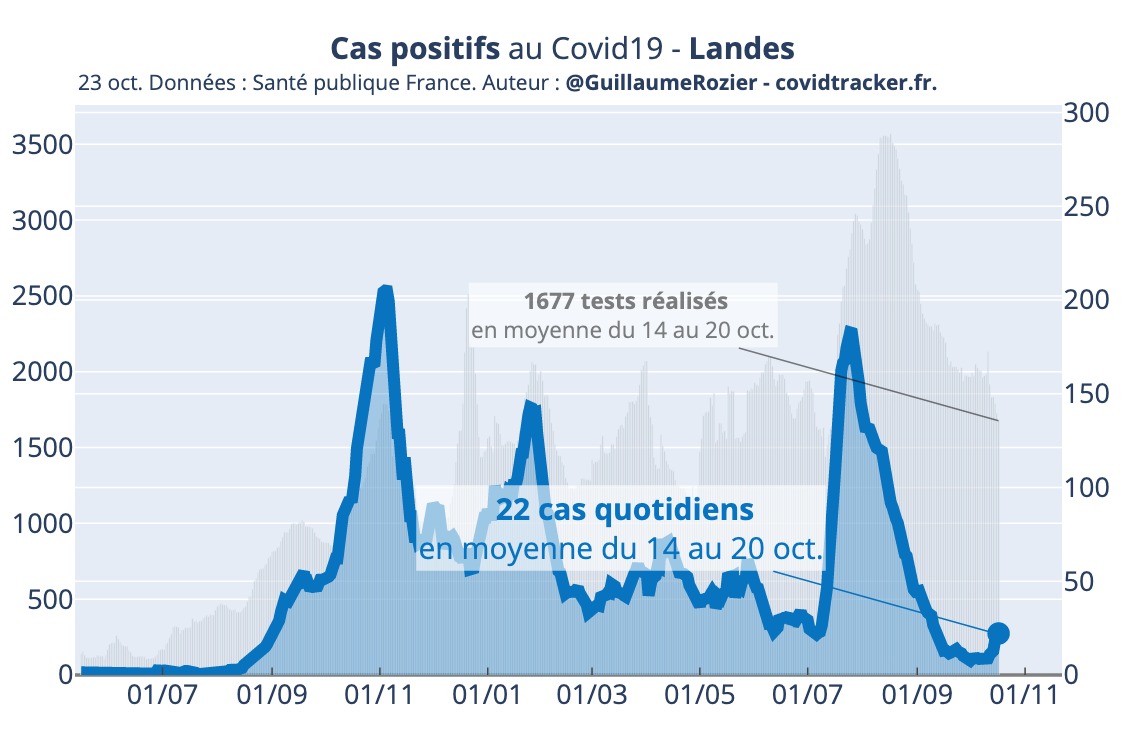 Cas positifs au Covid19 - Landes
23 oct. Données : Santé publique France. Auteur : @GuillaumeRozier - covidtracker.fr.
300
3500
250
3000
1677 tests réalisés
en moyenne du 14 au 20 oct.
2500
200
2000
150
1500
100
22 cas quotidiens
en moyenne du 14 au 20 oct.
1000
50
500
0
0
01/07 01/09 01/11 01/01 01/03 01/05 01/07 01/09 01/11